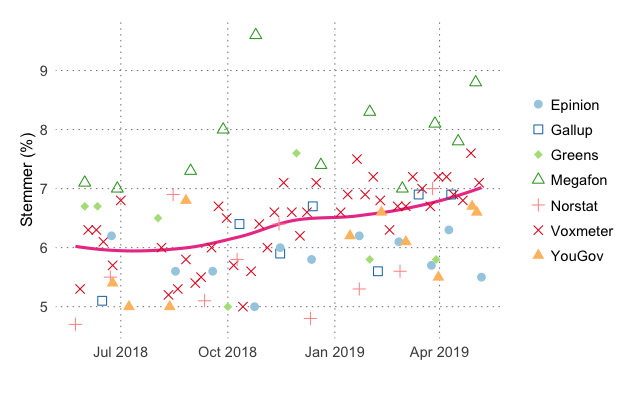 Stemmer (%)
9
8
7
6
5
Jul 2018
Oct 2018
Jan 2019
Apr 2019
Epinion
Gallup
Greens
Megafon
Norstat
Voxmeter
YouGov